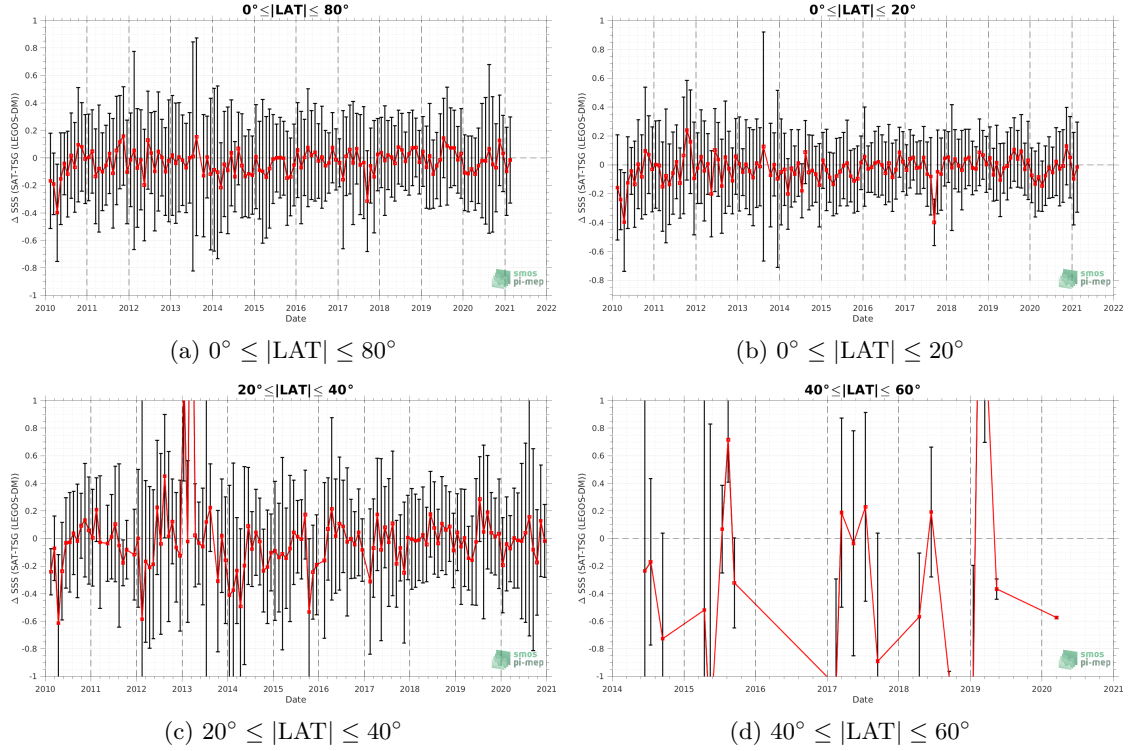 0°≤|LAT|≤ 80°
Δ SSS (SAT-TSG (LEGOS-DM))
1
0.8
0.6
0.4
0.2
0
-0.2
-0.4
-0.6
-0.8
-1
2010 2011 2012 2013 2014 2015 2016 2017 2018 2019 2020 2021 2022
Date
smos
pi-mep
(a) 0° ≤ |LAT| ≤ 80°
0°≤|LAT|≤ 20°
Δ SSS (SAT-TSG (LEGOS-DM))
1
0.8
0.6
0.4
0.2
0
-0.2
-0.4
-0.6
-0.8
2010 2011 2012 2013 2014 2015 2016 2017 2018 2019 2020 2021 2022
Date
smos
pi-mep
(b) 0° ≤ |LAT| ≤ 20°
20°≤|LAT|≤ 40°
Δ SSS (SAT-TSG (LEGOS-DM))
1
0.8
0.6
0.4
0.2
0
-0.2
-0.4
-0.6
-0.8
-1
2010 2011 2012 2013 2014 2015 2016 2017 2018 2019 2020 2021
Date
smos
pi-mep
(c) 20° ≤ |LAT| ≤ 40°
40°≤|LAT|≤ 60°
Δ SSS (SAT-TSG (LEGOS-DM))
1
0.8
0.6
0.4
0.2
0
-0.2
-0.4
-0.6
-0.8
-1
2014 2015 2016 2017 2018 2019 2020 2021
Date
smos
pi-mep
(d) 40° ≤ |LAT| ≤ 60°